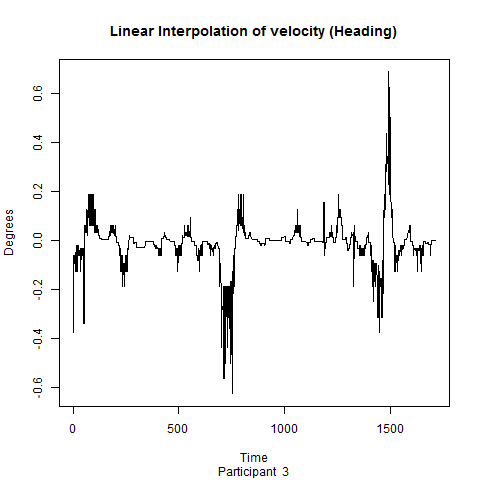 Linear Interpolation of velocity (Heading)
Degrees
0.6
0.4
0.2
0.0
-0.2
-0.4
-0.6
0 500 1000 1500
Time
Participant 3